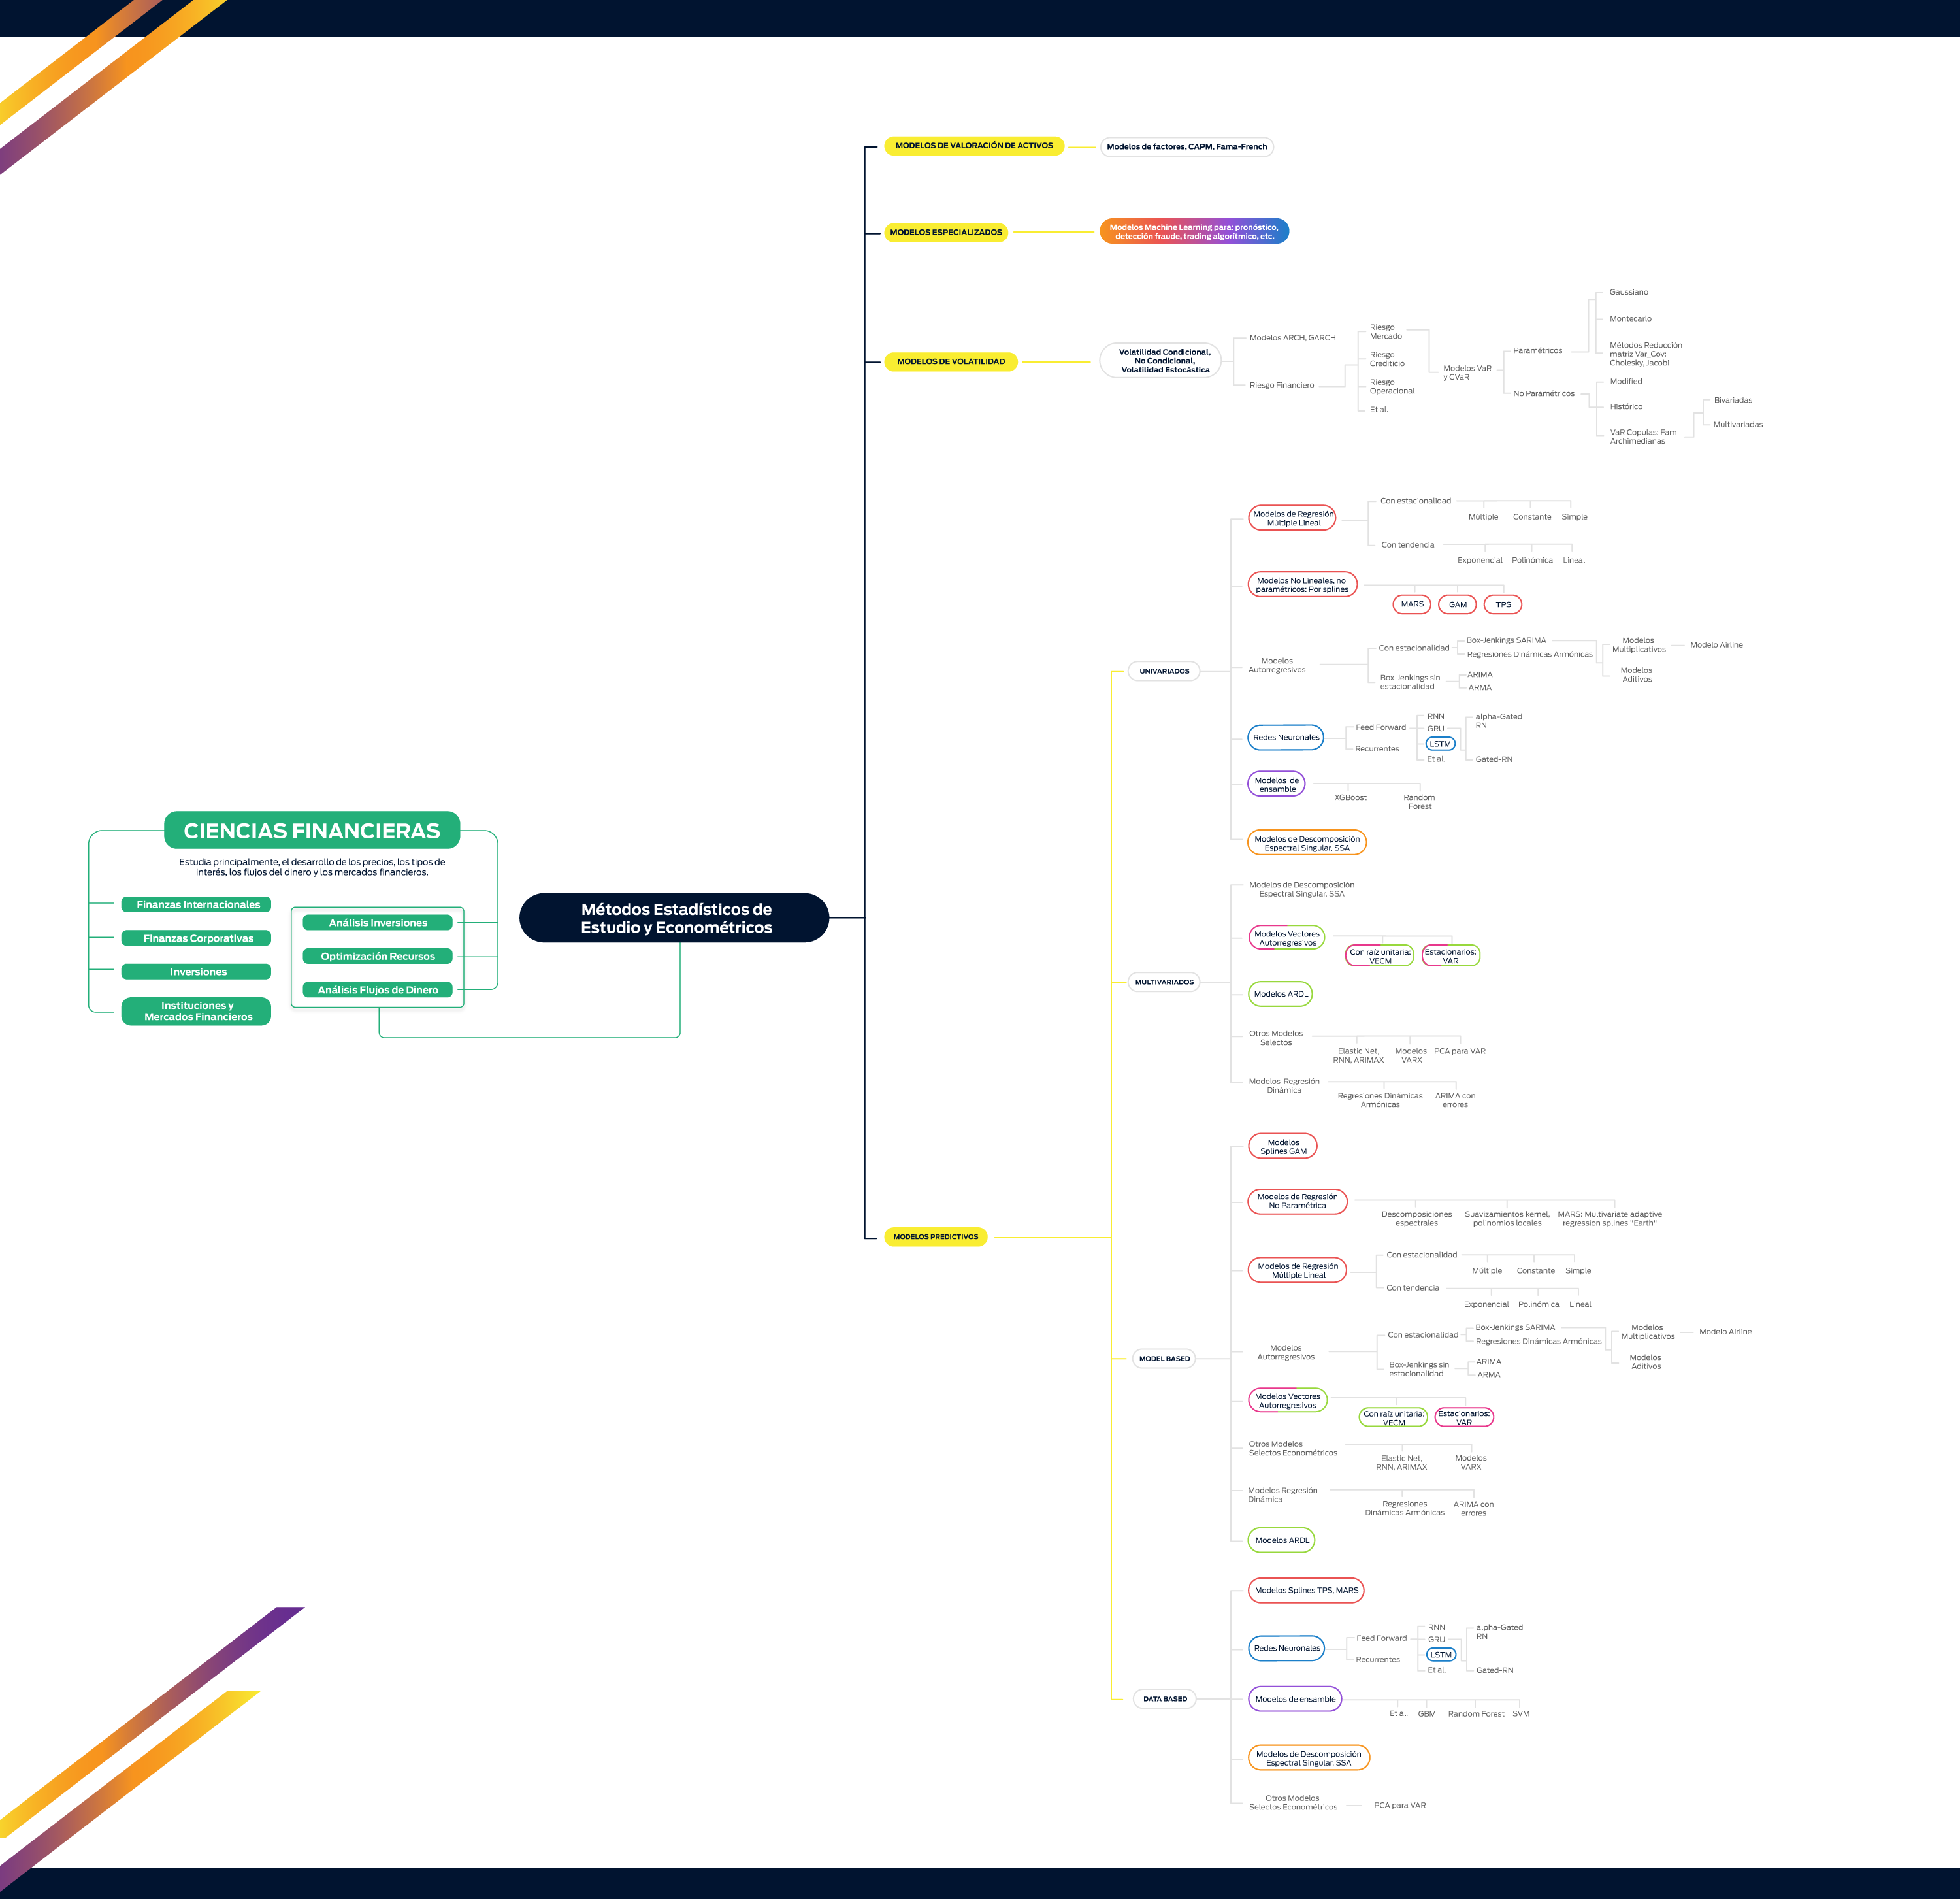 CIENCIAS FINANCIERAS
Estudia principalmente, el desarrollo de los precios, los tipos de
interés, los flujos del dinero y los mercados financieros.
Finanzas Internacionales
Finanzas Corporativas
Inversiones
Instituciones y
Mercados Financieros
Análisis Inversiones
Optimización Recursos
Análisis Flujos de Dinero
Métodos Estadísticos de
Estudio y Econométricos
MODELOS DE VALORACIÓN DE ACTIVOS
Modelos de factores, CAPM, Fama-French
MODELOS ESPECIALIZADOS
Modelos Machine Learning para: pronóstico,
detección fraude, trading algorítmico, etc.
MODELOS DE VOLATILIDAD
Volatilidad Condicional,
No Condicional,
Volatilidad Estocástica
Modelos ARCH, GARCH
Riesgo Financiero
Riesgo
Mercado
Riesgo
Crediticio
Riesgo
Operacional
Et al.
Modelos VaR
y CVaR
Paramétricos
No Paramétricos
Gaussiano
Montecarlo
Métodos Reducción
matriz Var_Cov:
Cholesky, Jacobi
Modified
Histórico
VaR Copulas: Fam
Archimedianas
Bivariadas
Multivariadas
MODELOS PREDICTIVOS
UNIVARIADOS
Modelos de Regresión
Múltiple Lineal
Con estacionalidad
Múltiple
Constante
Simple
Con tendencia
Exponencial
Polinómica
Lineal
Modelos No Lineales, no
paramétricos: Por splines
MARS
GAM
TPS
Modelos
Autorregresivos
Con estacionalidad
Box-Jenkings SARIMA
Regresiones Dinámicas Armónicas
Modelos
Multiplicativos
Modelo Airline
Modelos
Aditivos
Box-Jenkings sin
estacionalidad
ARIMA
ARMA
Redes Neuronales
Feed Forward
Recurrentes
RNN
GRU
LSTM
Et al.
alpha-Gated
RN
Gated-RN
Modelos de
ensamble
XGBoost
Random
Forest
Modelos de Descomposición
Espectral Singular, SSA
MULTIVARIADOS
Modelos de Descomposición
Espectral Singular, SSA
Modelos Vectores
Autorregresivos
Con raíz unitaria:
VECM
Estacionarios:
VAR
Modelos ARDL
Otros Modelos
Selectos
Elastic Net,
RNN, ARIMAX
Modelos
VARX
PCA para VAR
Modelos Regresión
Dinámica
Regresiones Dinámicas
Armónicas
ARIMA con
errores
MODEL BASED
Modelos
Splines GAM
Modelos de Regresión
No Paramétrica
Descomposiciones
espectrales
Suavizamientos kernel,
polinomios locales
MARS: Multivariate adaptive
regression splines "Earth"
Modelos de Regresión
Múltiple Lineal
Con estacionalidad
Múltiple
Constante
Simple
Con tendencia
Exponencial
Polinómica
Lineal
Modelos
Autorregresivos
Con estacionalidad
Box-Jenkings SARIMA
Regresiones Dinámicas Armónicas
Modelos
Multiplicativos
Modelo Airline
Modelos
Aditivos
Box-Jenkings sin
estacionalidad
ARIMA
ARMA
Modelos Vectores
Autorregresivos
Con raíz unitaria:
VECM
Estacionarios:
VAR
Otros Modelos
Selectos Econométricos
Elastic Net,
RNN, ARIMAX
Modelos
VARX
Modelos Regresión
Dinámica
Regresiones
Dinámicas Armónicas
ARIMA con
errores
Modelos ARDL
DATA BASED
Modelos Splines TPS, MARS
Redes Neuronales
Feed Forward
Recurrentes
RNN
GRU
LSTM
Et al.
alpha-Gated
RN
Gated-RN
Modelos de ensamble
Et al.
GBM
Random Forest
SVM
Modelos de Descomposición
Espectral Singular, SSA
Otros Modelos
Selectos Econométricos
PCA para VAR